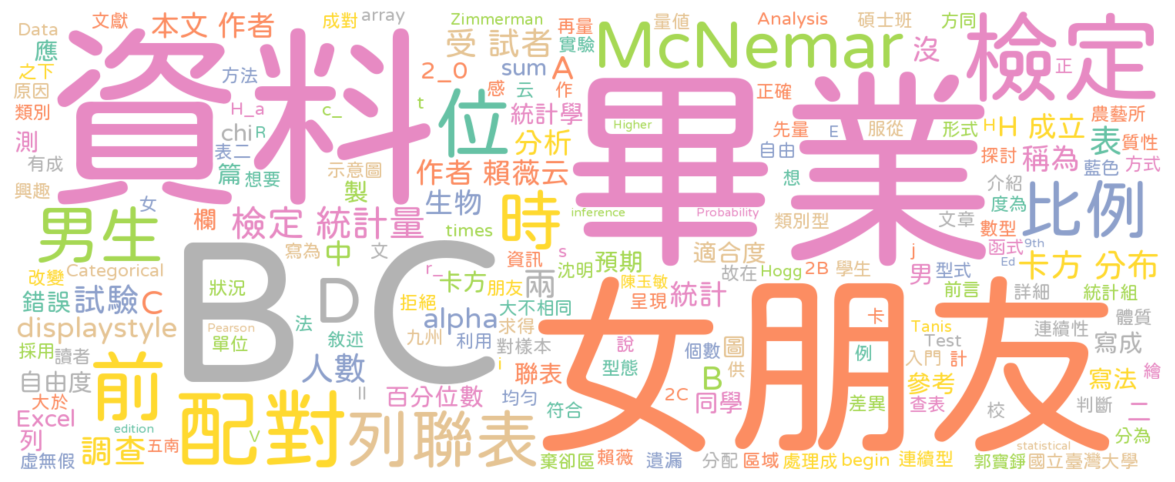 Data 文獻 本文 作者 成對 array Zimmerman 再量 量值 Analysis 碩士班 方同
應 受 試者 實驗 McNemar 沒 檢定 正
之下 資料 2_0 sum A 感 云 作 正確
原因 方法 H_a c_ t 位 統計學 畢業 先量 E 服從 形式 H H 成立 農藝所
類別 chi R 分析 Higher 自由 探討 稱為 表 質性
測 表二 作者 賴薇云 想 藍色 方式
有成 篇 想要 示意圖 製 介紹 度為 比例
興趣 女 欄 檢定 統計量 生物 時 inference Probability 類別型 文章 數型
男生 寫為 中 文 times 適合度 j 函式 9th
改變 Categorical r_ 卡方 資訊 s 沈明 預期 故在 Hogg 2B 學生 男 型式 Ed 卡方 分布
錯誤 試驗 C B C 狀況 D 拒絕 朋友 兩 陳玉敏 呈現 統計 前言 詳細 統計組
displaystyle 法 敘述 alpha 大不相同 求得 女朋友 卡 Tanis 連續性 體質
採用 讀者 Pearson 單位 九州 利用 對樣本 說 個數 圖 例 Test 入門 計 寫成
前 人數 i 聯表 型態 供 繪
自由度 ll 百分位數 均勻 B 2C 同學 差異 參考 查表 校 判斷 寫法 二
Excel 大於 配對 列聯表 符合 分為
列 edition 五南 V statistical
虛無假 調查 棄卻區 賴薇 遺漏 分配 區域 處理成 begin 連續型 郭寶錚 國立臺灣大學